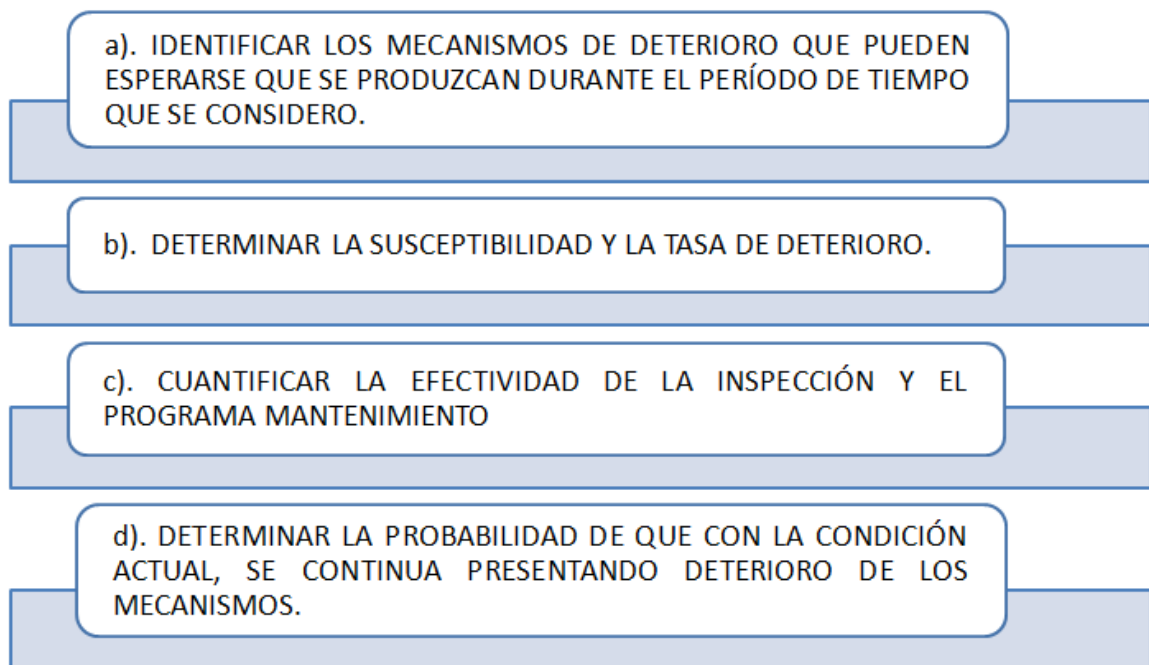 a). IDENTIFICAR LOS MECANISMOS DE DETERIORO QUE PUEDEN
ESPERARSE QUE SE PRODUZCAN DURANTE EL PERÍODO DE TIEMPO
QUE SE CONSIDERO.
b). DETERMINAR LA SUSCEPTIBILIDAD Y LA TASA DE DETERIORO.
c). CUANTIFICAR LA EFECTIVIDAD DE LA INSPECCIÓN Y EL
PROGRAMA MANTENIMIENTO
d). DETERMINAR LA PROBABILIDAD DE QUE CON LA CONDICIÓN
ACTUAL, SE CONTINUA PRESENTANDO DETERIORO DE LOS
MECANISMOS.